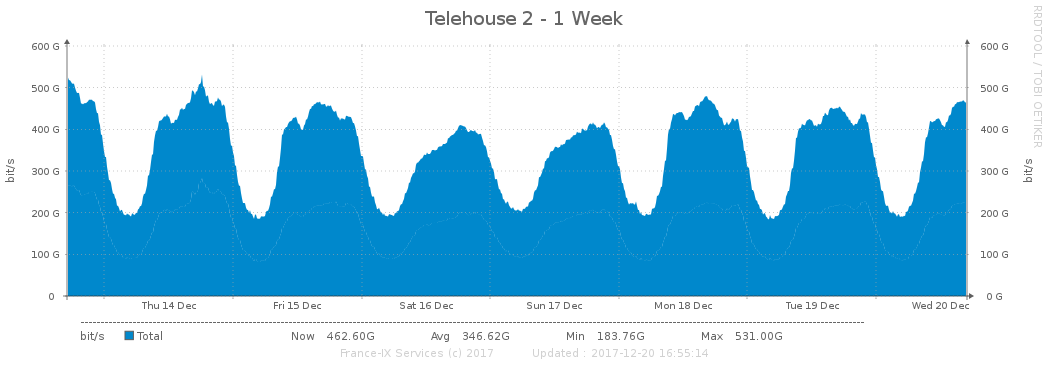 Telehouse 2 - 1 Week
RRDTOOL / TOBI OETIKER
bit/s
600 G
500 G
400 G
300 G
200 G
100 G
0
600 G
500 G
400 G
300 G
200 G
100 G
0 G
bit/s
Thu 14 Dec Fri 15 Dec Sat 16 Dec Sun 17 Dec Mon 18 Dec Tue 19 Dec Wed 20 Dec
bit/s Total Now 462.60G Avg 346.62G Min 183.76G Max 531.00G
France-IX Services (c) 2017 Updated : 2017-12-20 16:55:14